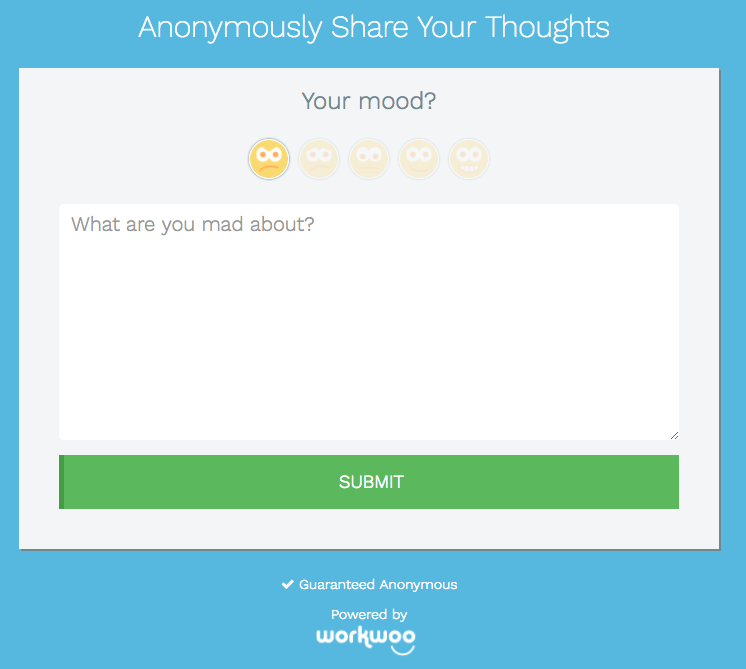 Anonymously Share Your Thoughts
Your mood?
What are you mad about?
SUBMIT
Guaranteed Anonymous
Powered by
workwoo